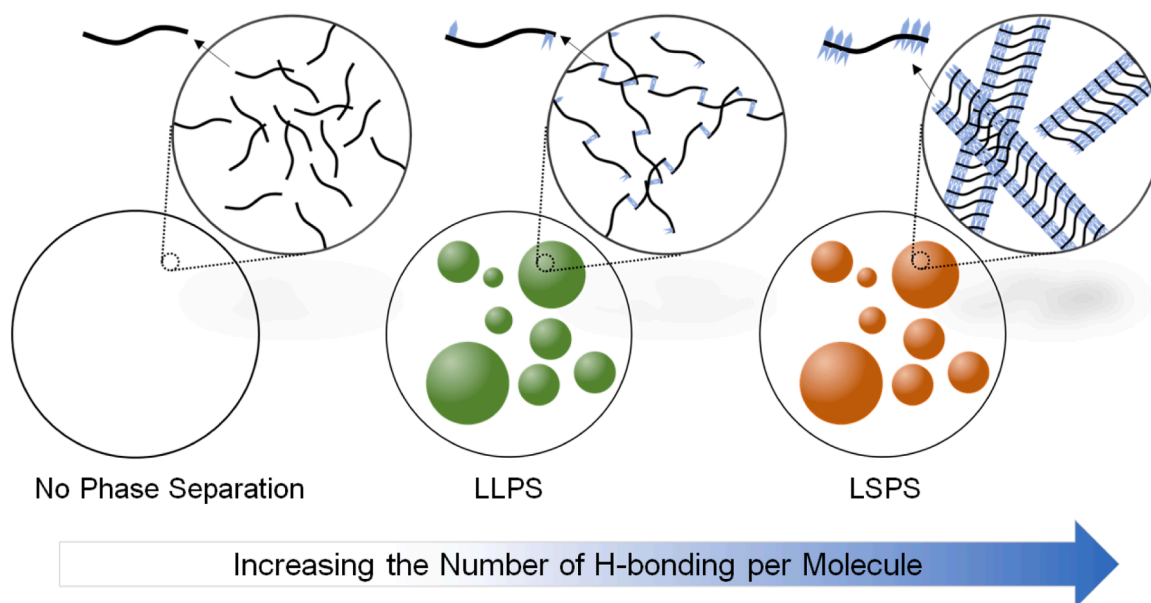 No Phase Separation
LLPS
LSPS
Increasing the Number of H-bonding per Molecule